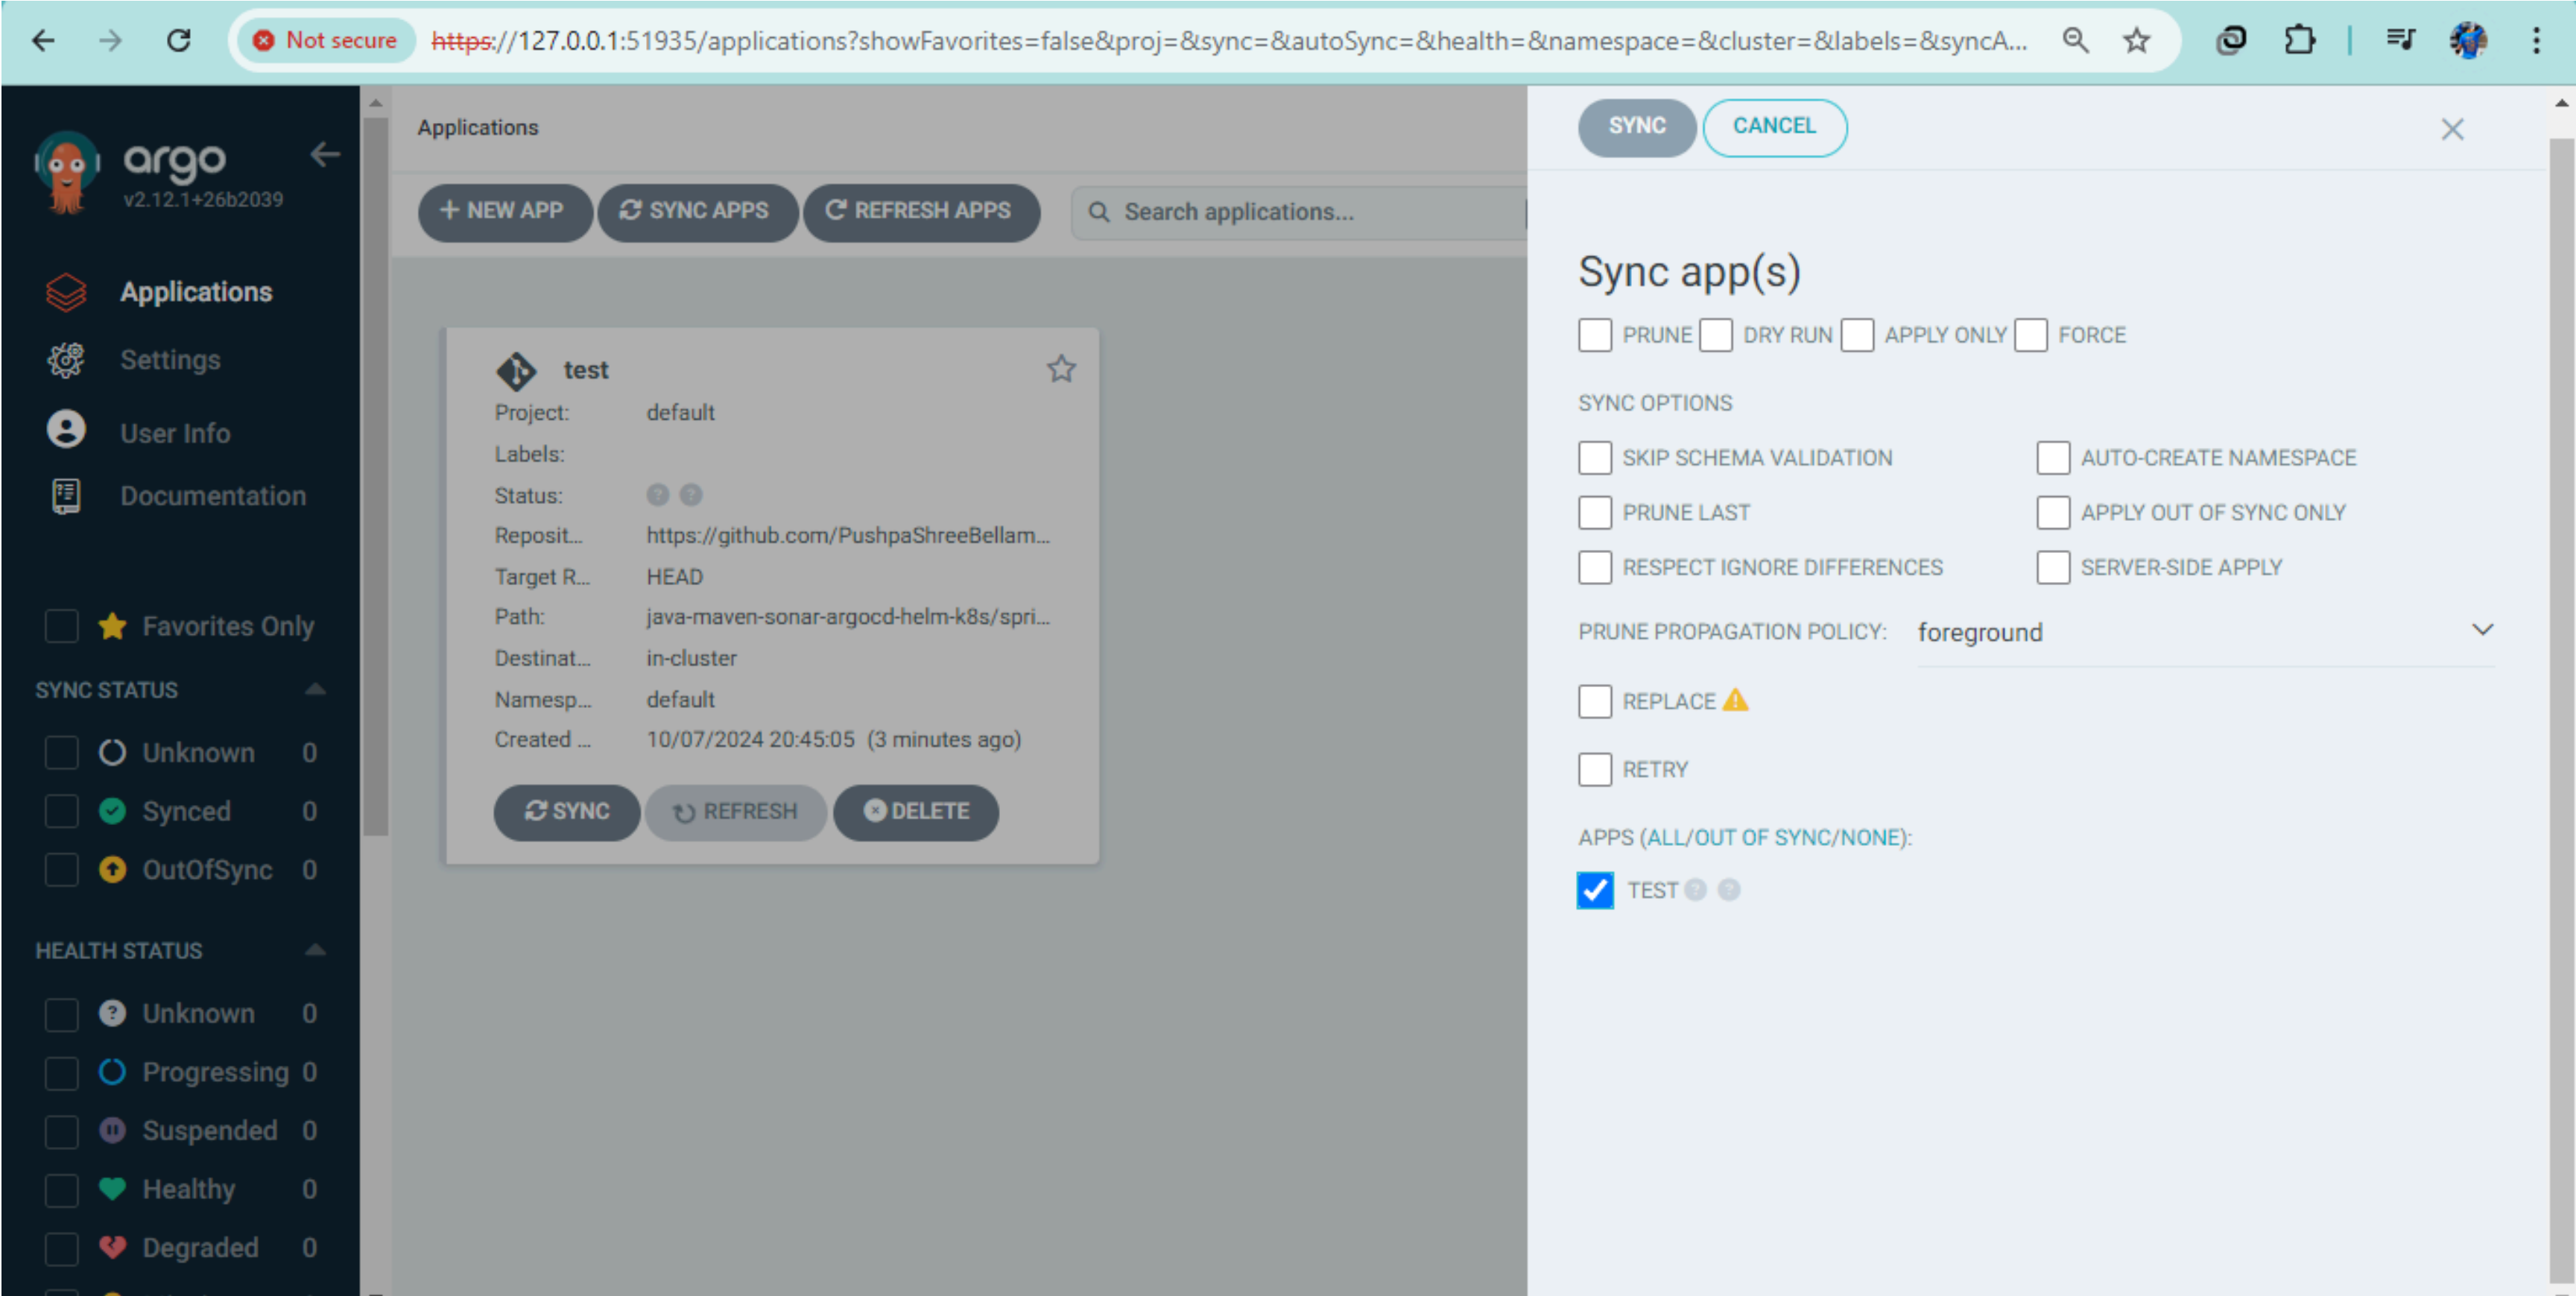 Not secure https://127.0.0.1:51935/applications?showFavorites=false&proj=&sync=&autoSync=&health=&namespace=&cluster=&labels=&syncA...
argo
v2.12.1+26b2039
Applications
Settings
User Info
Documentation
Favorites Only
SYNC STATUS
Unknown 0
Synced 0
OutOfSync 0
HEALTH STATUS
Unknown 0
Progressing 0
Suspended 0
Healthy 0
Degraded 0
Applications
NEW APP SYNC APPS REFRESH APPS Search applications...
test
Project: default
Labels:
Status:
Reposit... https://github.com/PushpaShreeBellam...
Target R... HEAD
Path: java-maven-sonar-argocd-helm-k8s/spri...
Destinat... in-cluster
Namesp... default
Created ... 10/07/2024 20:45:05 (3 minutes ago)
SYNC REFRESH DELETE
SYNC CANCEL
Sync app(s)
PRUNE DRY RUN APPLY ONLY FORCE
SYNC OPTIONS
SKIP SCHEMA VALIDATION AUTO-CREATE NAMESPACE
PRUNE LAST APPLY OUT OF SYNC ONLY
RESPECT IGNORE DIFFERENCES SERVER-SIDE APPLY
PRUNE PROPAGATION POLICY: foreground
REPLACE
RETRY
APPS (ALL/OUT OF SYNC/NONE):
TEST